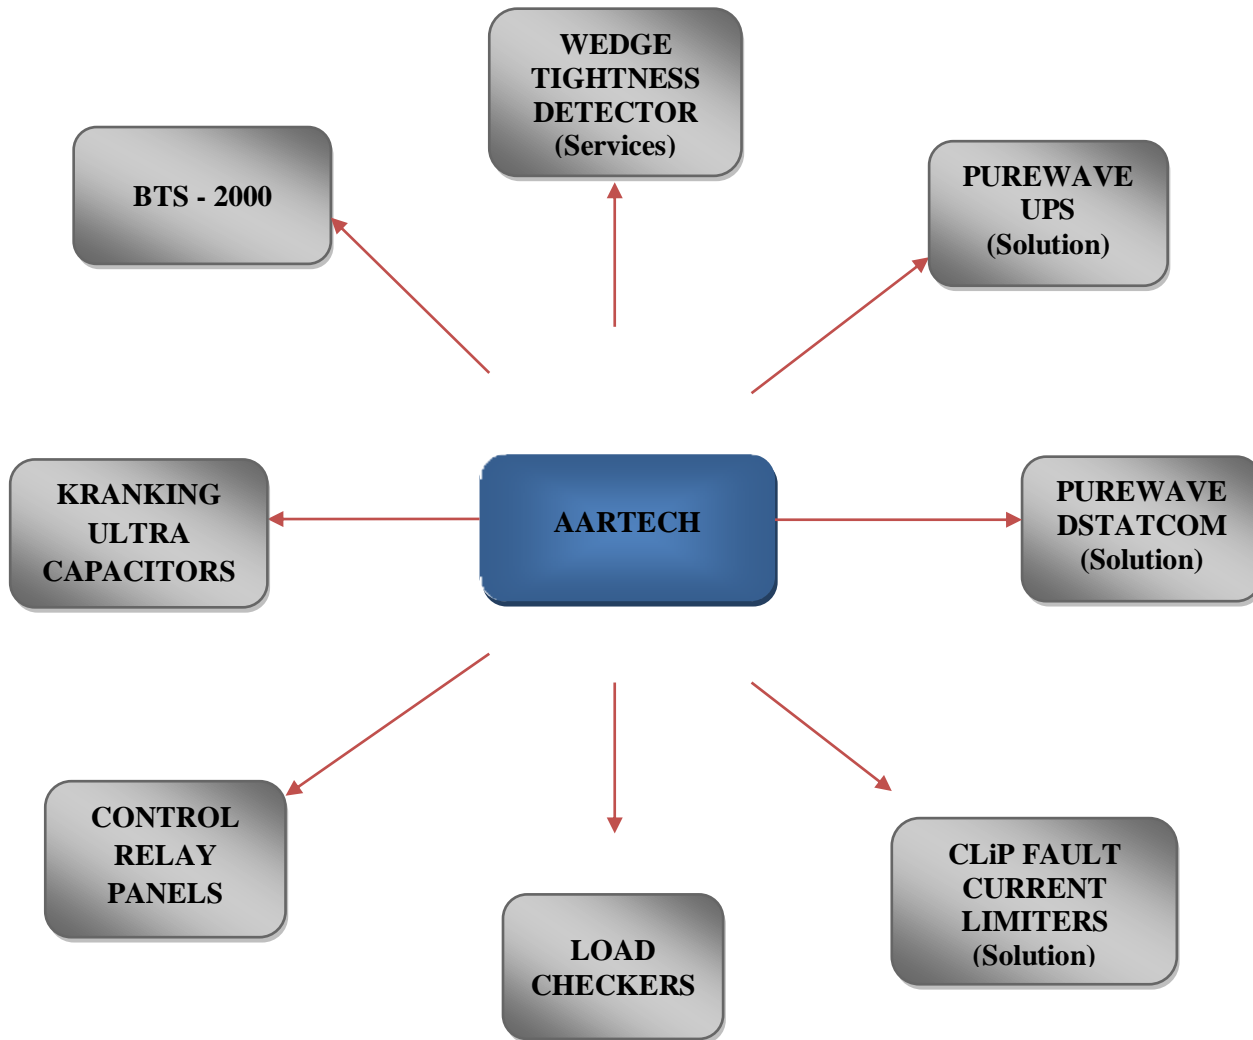 WEDGE
TIGHTNESS
DETECTOR
(Services)
BTS - 2000
PUREWAVE
UPS
(Solution)
KRANKING
ULTRA
CAPACITORS
AARTECH
PUREWAVE
DSTATCOM
(Solution)
CONTROL
RELAY
PANELS
LOAD
CHECKERS
CLiP FAULT
CURRENT
LIMITERS
(Solution)